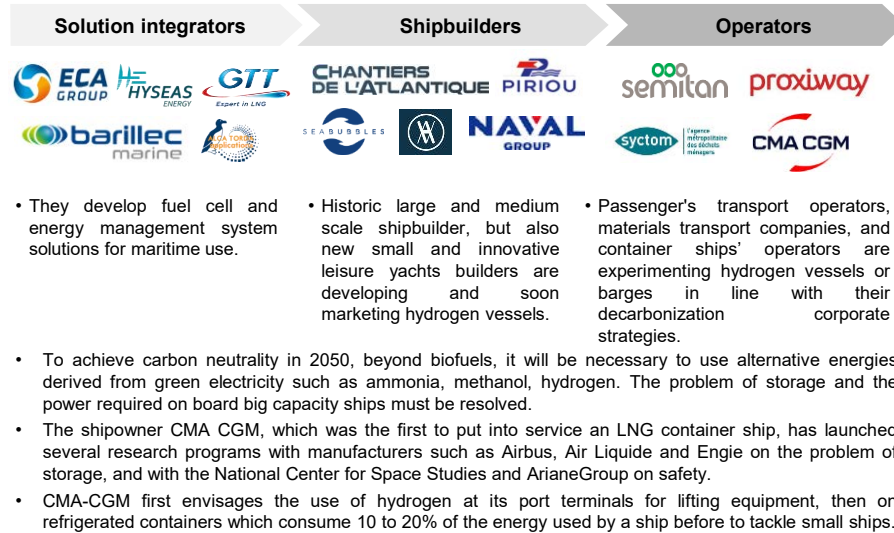 Solution integrators
Shipbuilders
Operators
ECA
GROUP
HYSEAS
ENERGY
GTT
Expert in LNG
barillec
marine
CHANTIERS
DE L'ATLANTIQUE
PIRIOU
SEABUBBLES
NAVAL
GROUP
semitan
proxiway
syctom
l'agence
métropolitaine
des déchets
ménagers
CMA CGM
• They develop fuel cell and
energy management system
solutions for maritime use.
• Historic large and medium
scale shipbuilder, but also
new small and innovative
leisure yachts builders are
developing and soon
marketing hydrogen vessels.
• Passenger's transport operators,
materials transport companies, and
container ships' operators are
experimenting hydrogen vessels or
barges in line with their
decarbonization corporate
strategies.
• To achieve carbon neutrality in 2050, beyond biofuels, it will be necessary to use alternative energies
derived from green electricity such as ammonia, methanol, hydrogen. The problem of storage and the
power required on board big capacity ships must be resolved.
• The shipowner CMA CGM, which was the first to put into service an LNG container ship, has launched
several research programs with manufacturers such as Airbus, Air Liquide and Engie on the problem of
storage, and with the National Center for Space Studies and ArianeGroup on safety.
• CMA-CGM first envisages the use of hydrogen at its port terminals for lifting equipment, then on
refrigerated containers which consume 10 to 20% of the energy used by a ship before to tackle small ships.